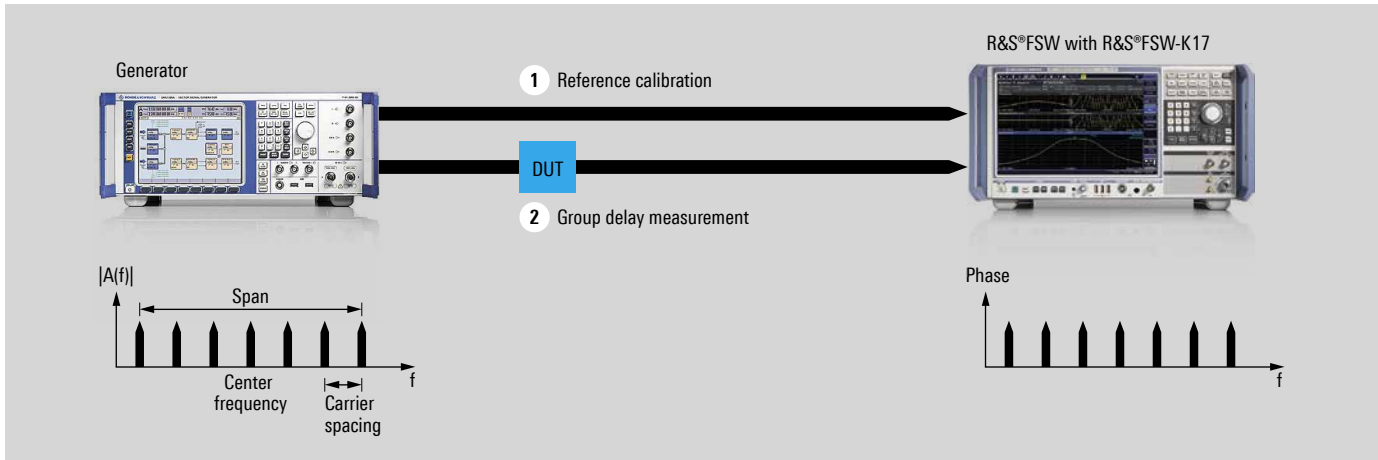 R&S®FSW with R&S®FSW-K17
Generator
1 Reference calibration
DUT
2 Group delay measurement
|A(f)|
Span
f
Center
frequency
Carrier
spacing
Phase
f